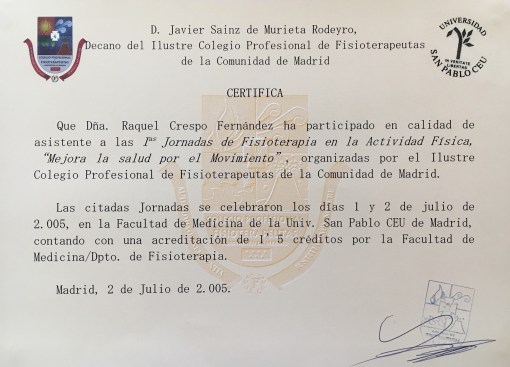 D. Javier Sainz de Murieta Rodeyro,
Decano del Ilustre Colegio Profesional de Fisioterapeutas
de la Comunidad de Madrid
UNIVERSIDAD
SAN PABLO CEU
IN VERITATE
LIBERTAS
CERTIFICA
Que Dña. Raquel Crespo Fernández ha participado en calidad de
asistente a las Iªˢ Jornadas de Fisioterapia en la Actividad Física,
“Mejora la salud por el Movimiento”, organizadas por el Ilustre
Colegio Profesional de Fisioterapeutas de la Comunidad de Madrid.
Las citadas Jornadas se celebraron los días 1 y 2 de julio de
2.005, en la Facultad de Medicina de la Univ. San Pablo CEU de Madrid,
contando con una acreditación de 1´5 créditos por la Facultad de
Medicina/Dpto. de Fisioterapia.
Madrid, 2 de Julio de 2.005.